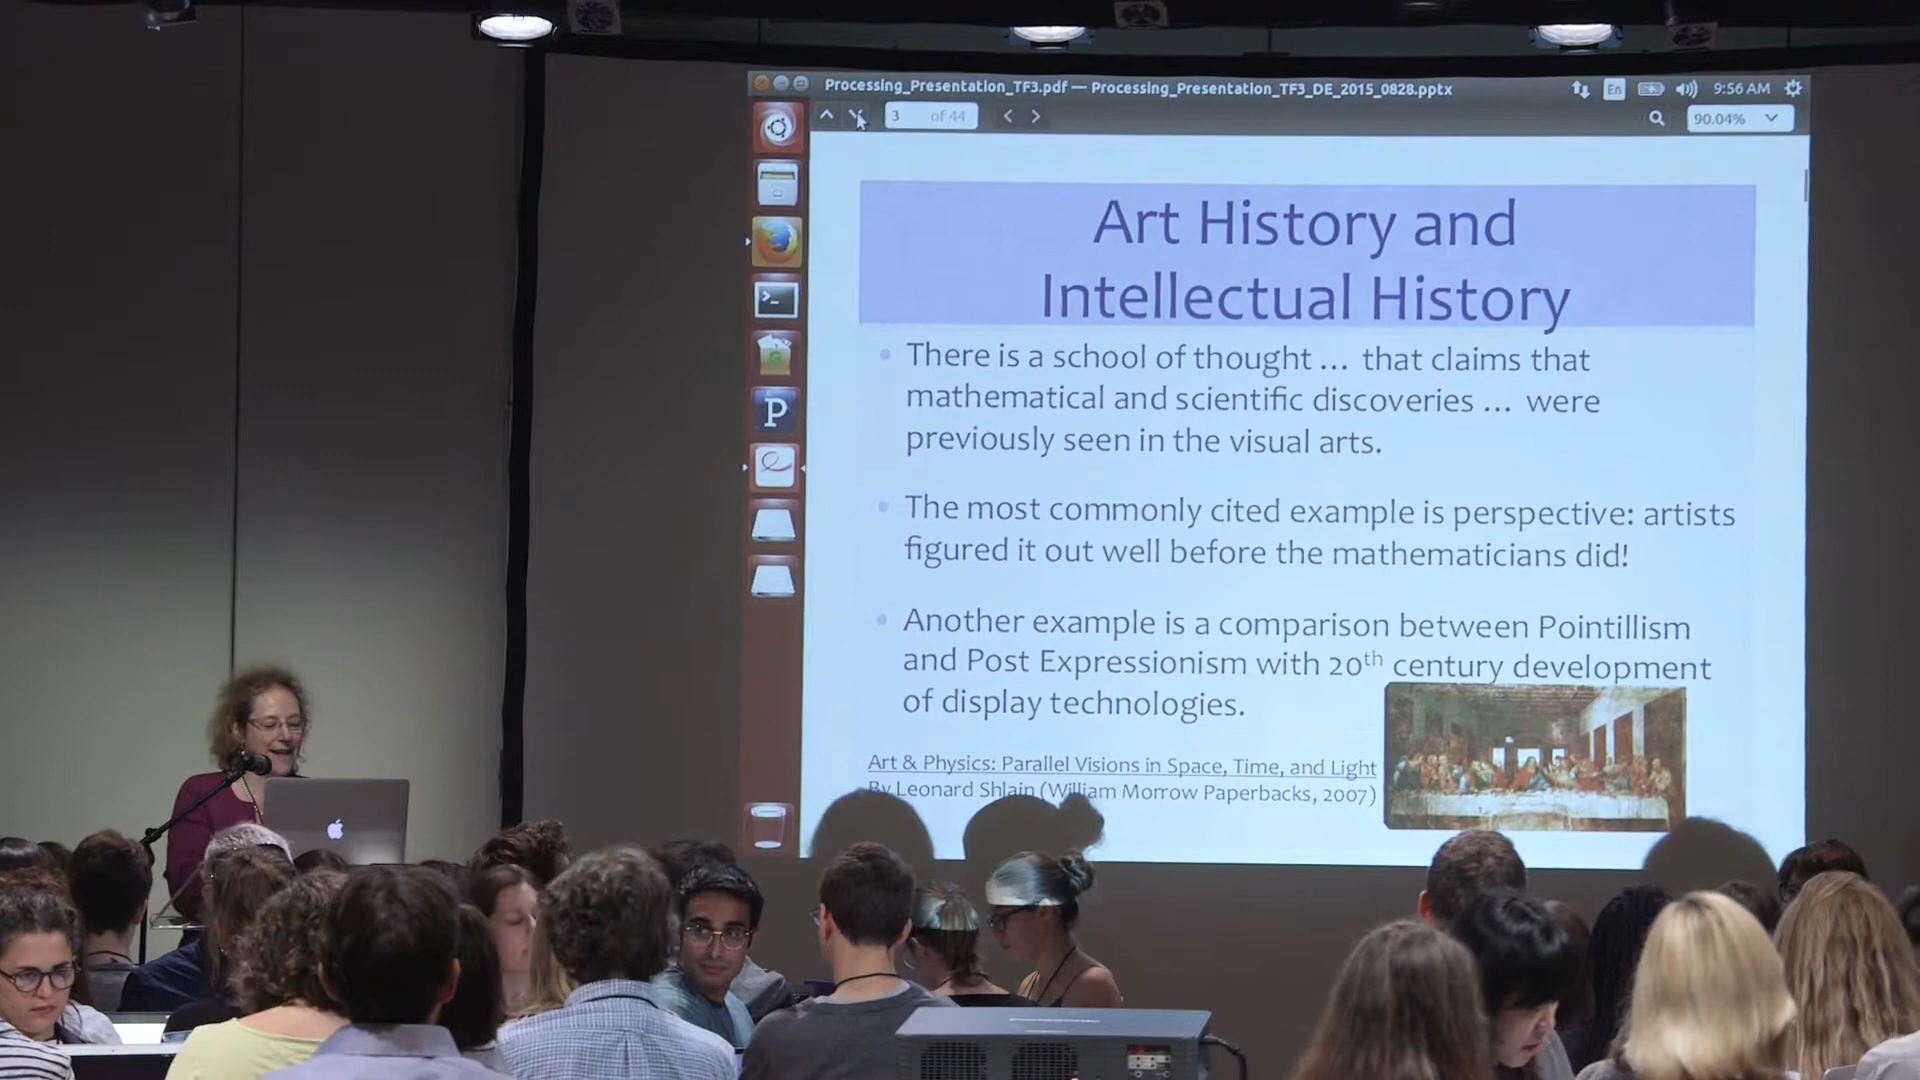 Processing_Presentation_TF3.pdf — Processing_Presentation_TF3_DE_2015_0828.pptx
En
9:56 AM
3 of 44
90.04%
Art History and
Intellectual History
There is a school of thought ... that claims that
mathematical and scientific discoveries ... were
previously seen in the visual arts.
The most commonly cited example is perspective: artists
figured it out well before the mathematicians did!
Another example is a comparison between Pointillism
and Post Expressionism with 20th century development
of display technologies.
Art & Physics: Parallel Visions in Space, Time, and Light
By Leonard Shlain (William Morrow Paperbacks, 2007)
P